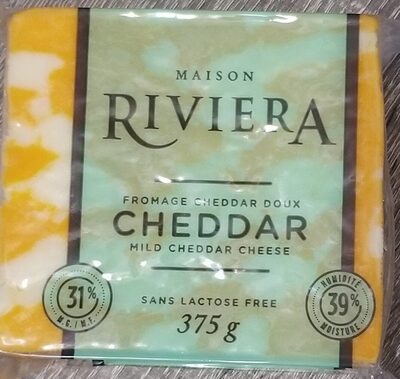 MAISON
RIVIERA
FROMAGE CHEDDAR DOUX
CHEDDAR
MILD CHEDDAR CHEESE
31%
M.G. / M.F.
SANS LACTOSE FREE
375 g
HUMIDITÉ
39%
MOISTURE